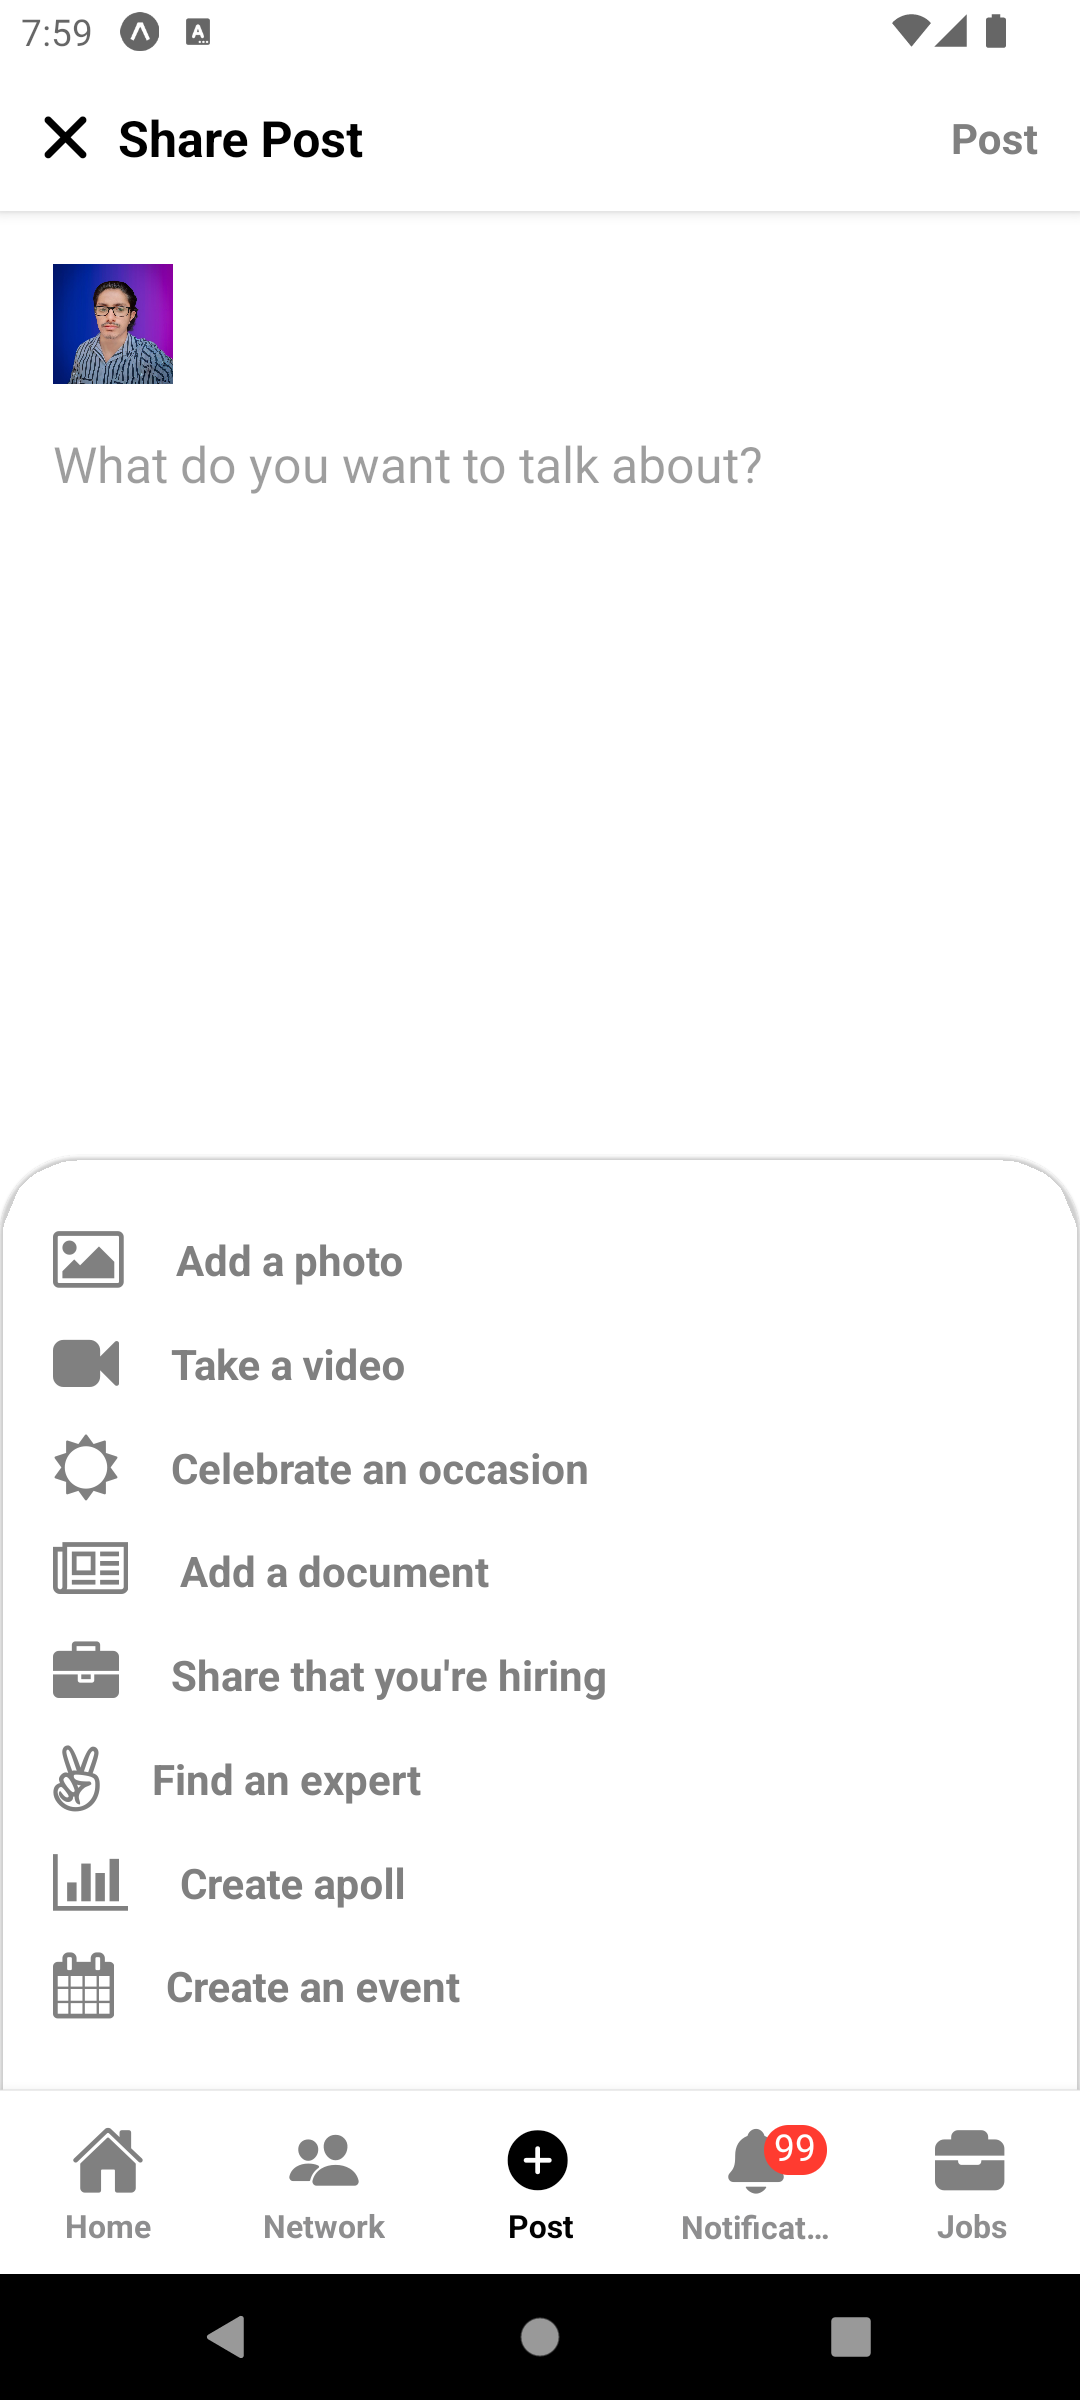 7:59
Share Post
Post
What do you want to talk about?
Add a photo
Take a video
Celebrate an occasion
Add a document
Share that you're hiring
Find an expert
Create apoll
Create an event
99
Home
Network
Post
Notificat...
Jobs